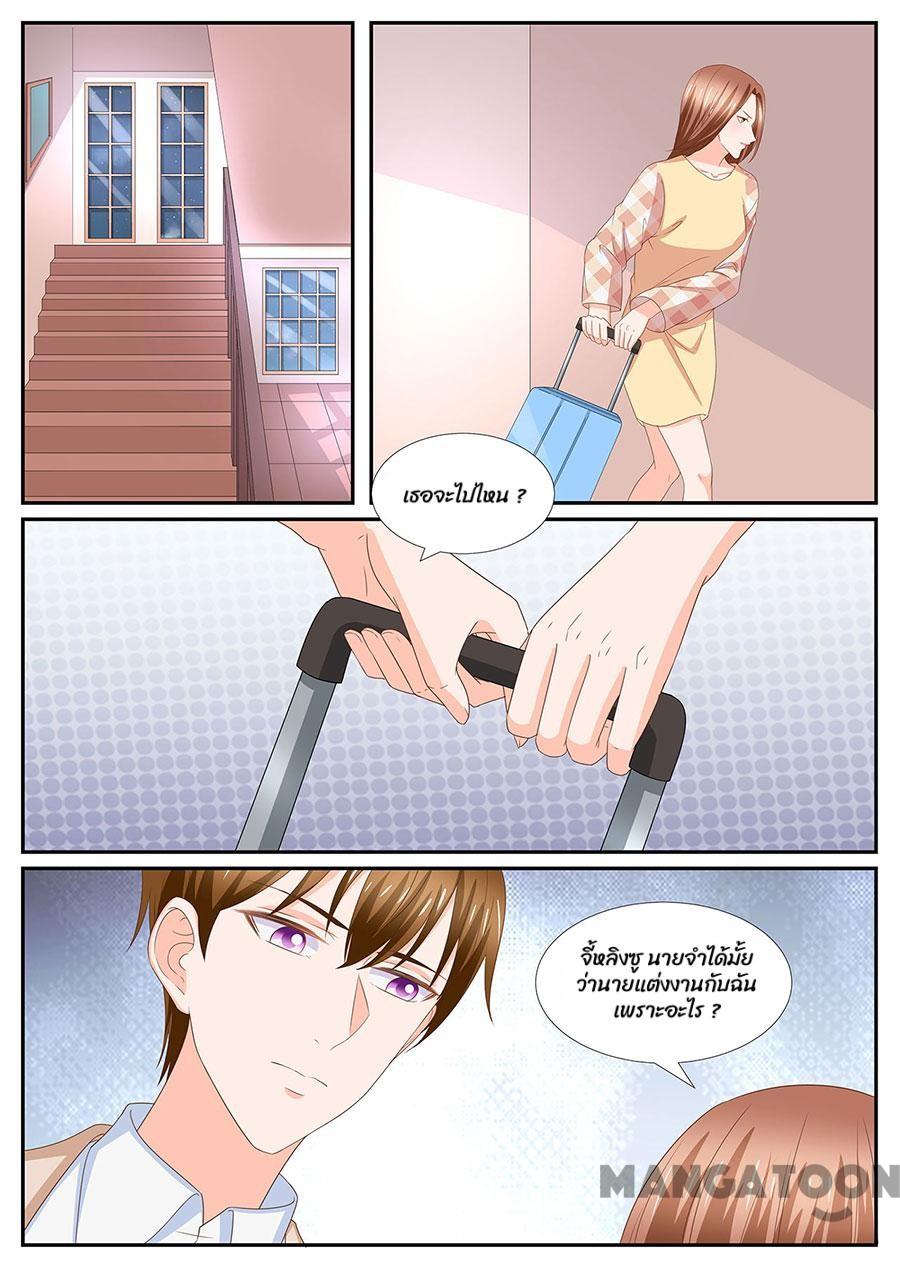 เธอจะไปไหน ?
จี้หลิงซู นายจำได้มั้ย
ว่านายแต่งงานกับฉัน
เพราะอะไร ?
MANGATOON